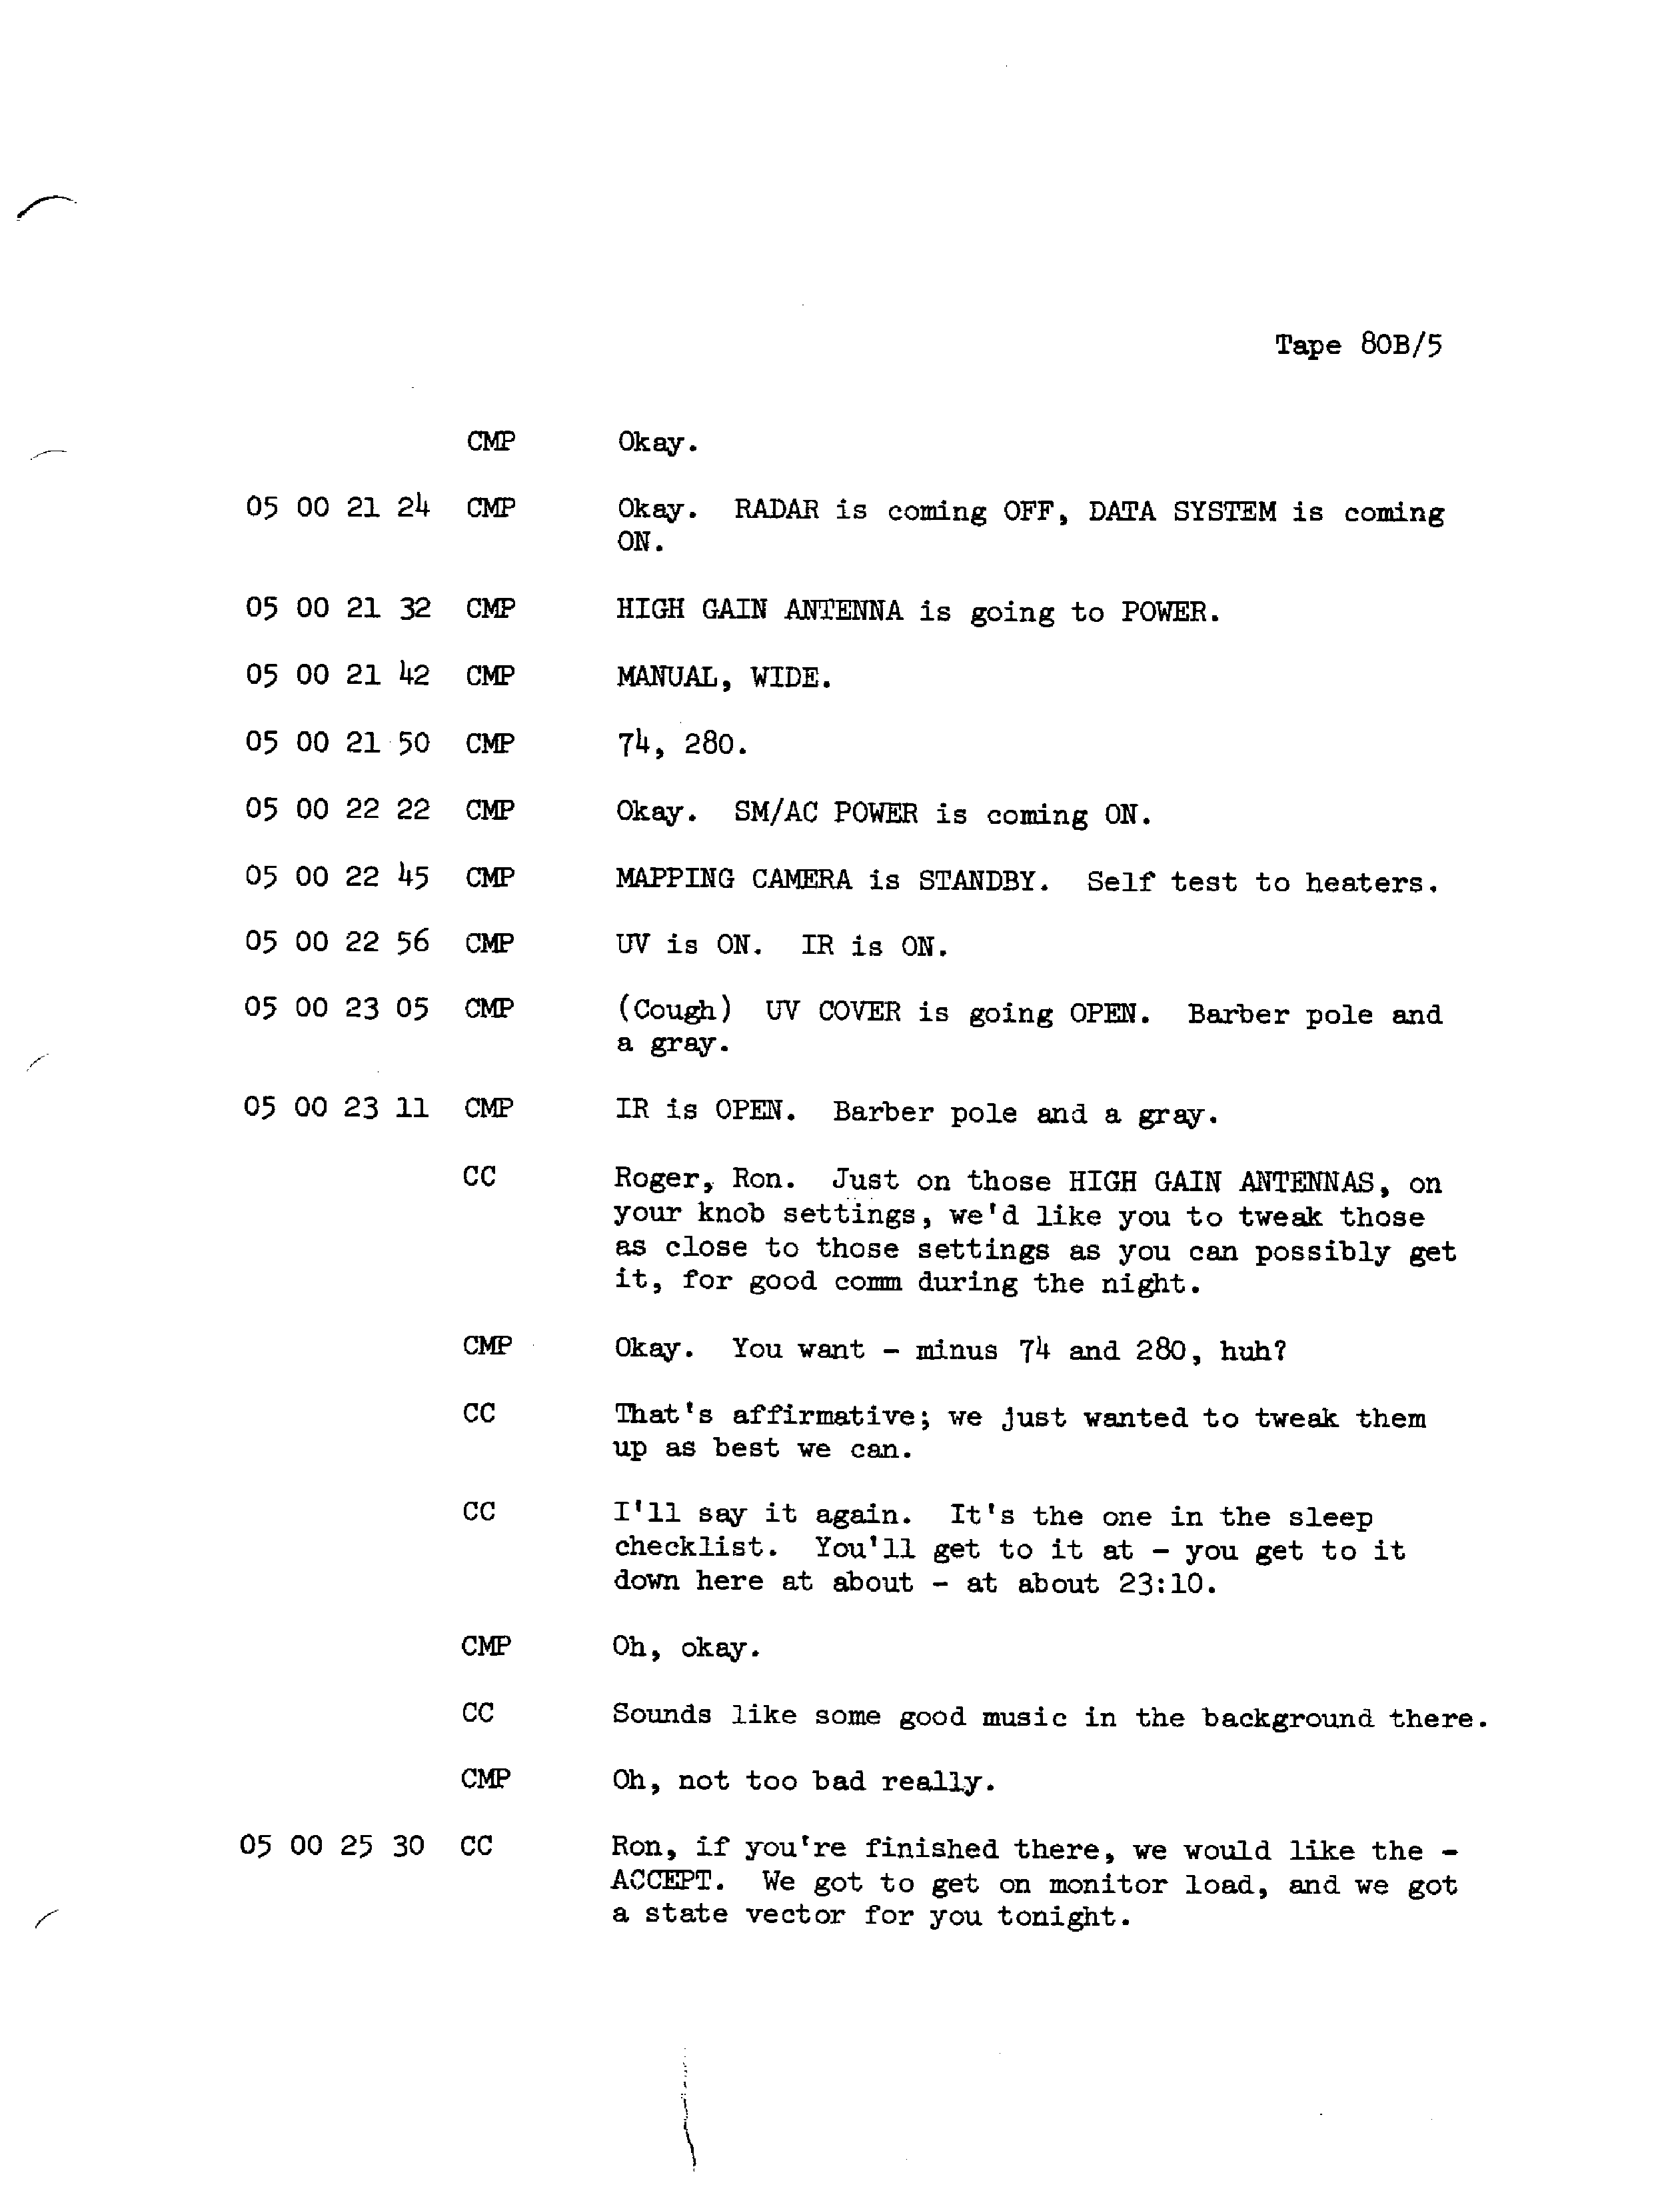 Tape 80B/5
CMP Okay.
05 00 21 24 CMP Okay. RADAR is coming OFF, DATA SYSTEM is coming
ON.
05 00 21 32 CMP HIGH GAIN ANTENNA is going to POWER.
05 00 21 42 CMP MANUAL, WIDE.
05 00 21 50 CMP 74, 280.
05 00 22 22 CMP Okay. SM/AC POWER is coming ON.
05 00 22 45 CMP MAPPING CAMERA is STANDBY. Self test to heaters.
05 00 22 56 CMP UV is ON. IR is ON.
05 00 23 05 CMP (Cough) UV COVER is going OPEN. Barber pole and
a gray.
05 00 23 11 CMP IR is OPEN. Barber pole and a gray.
CC Roger, Ron. Just on those HIGH GAIN ANTENNAS, on
your knob settings, we'd like you to tweak those
as close to those settings as you can possibly get
it, for good comm during the night.
CMP Okay. You want - minus 74 and 280, huh?
CC That's affirmative; we just wanted to tweak them
up as best we can.
CC I'll say it again. It's the one in the sleep
checklist. You'll get to it at - you get to it
down here at about - at about 23:10.
CMP Oh, okay.
CC Sounds like some good music in the background there.
CMP Oh, not too bad really.
05 00 25 30 CC Ron, if you're finished there, we would like the -
ACCEPT. We got to get on monitor load, and we got
a state vector for you tonight.